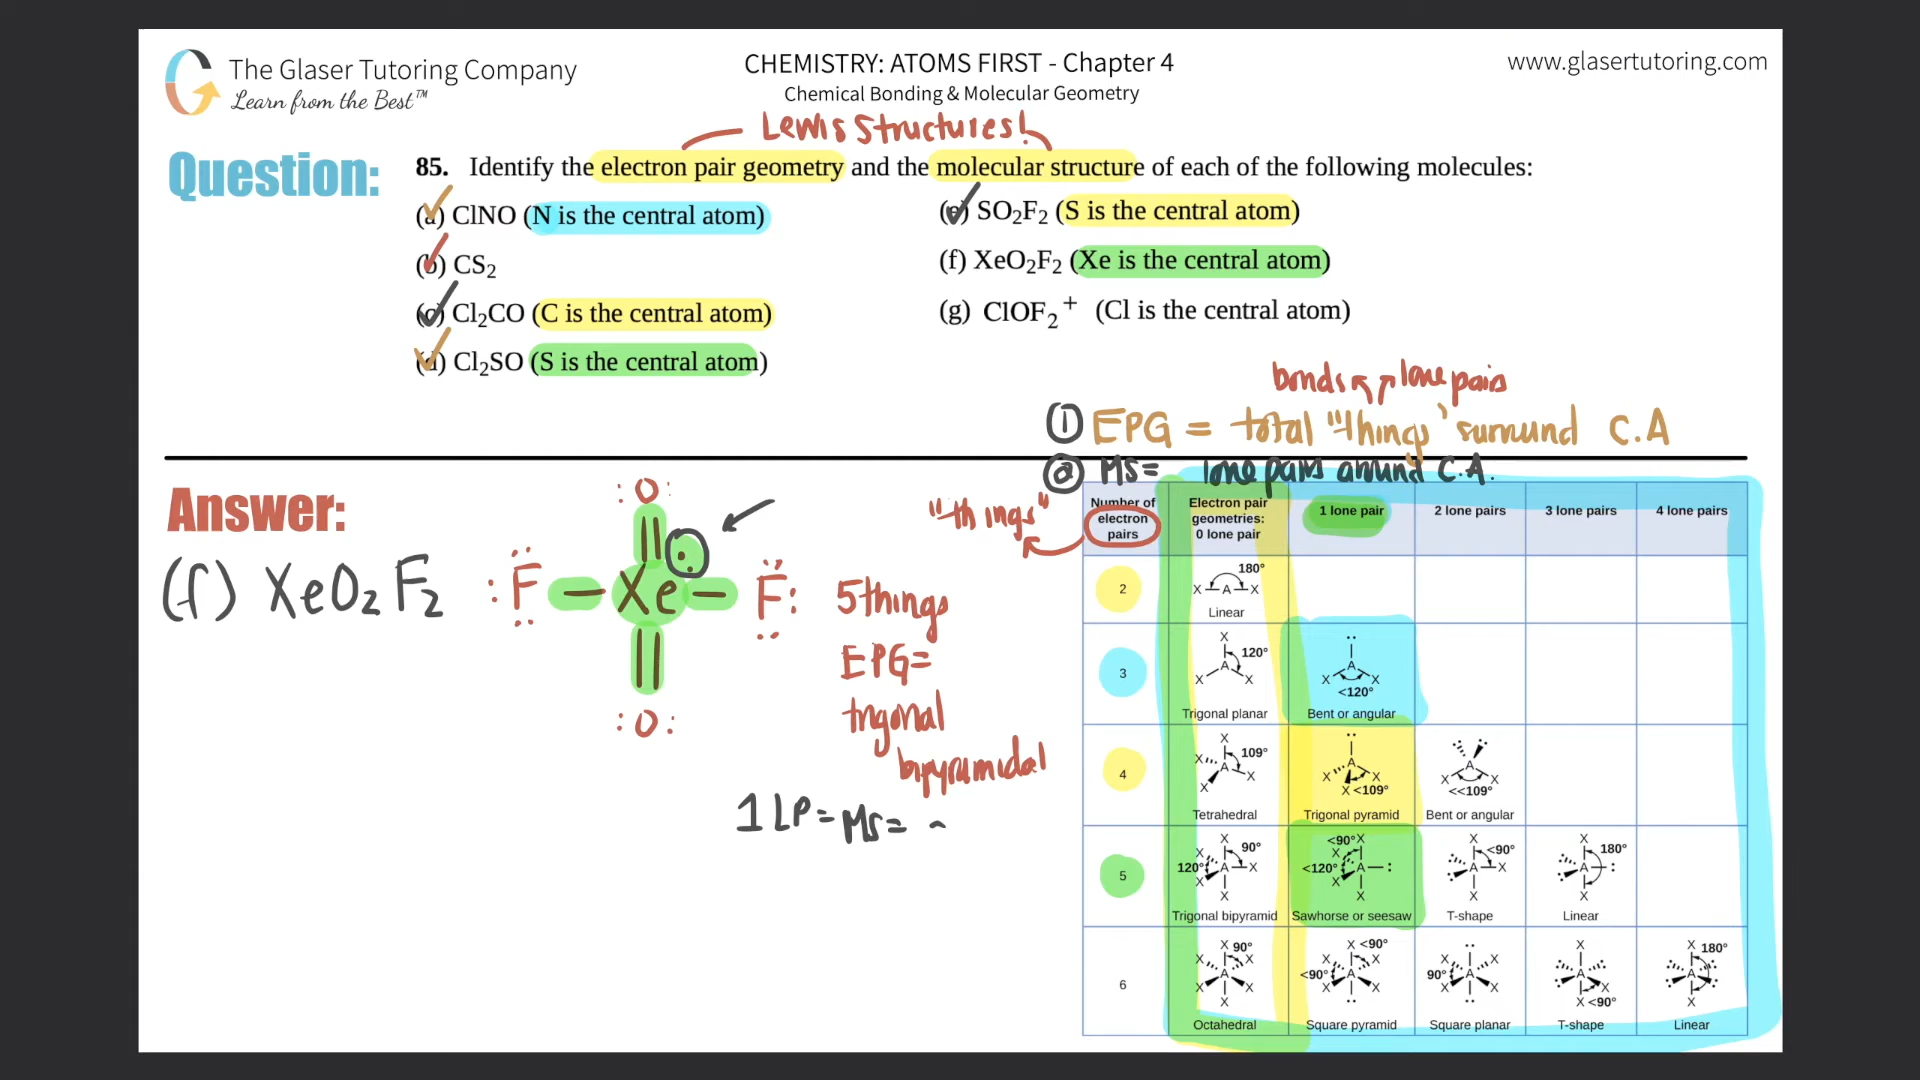 The Glaser Tutoring Company
Learn from the Best™
CHEMISTRY: ATOMS FIRST - Chapter 4
Chemical Bonding & Molecular Geometry
www.glasertutoring.com
Lewis Structures!
Question:
85. Identify the electron pair geometry and the molecular structure of each of the following molecules:
(a) ClNO (N is the central atom)
(b) CS₂
(c) Cl₂CO (C is the central atom)
(d) Cl₂SO (S is the central atom)
(e) SO₂F₂ (S is the central atom)
(f) XeO₂F₂ (Xe is the central atom)
(g) ClOF₂⁺ (Cl is the central atom)
bonds lone pairs
① EPG = total "things" surround C.A
② MS= lone pairs around C.A.
Answer:
(f) XeO₂F₂
:O:
:F — Xe — F:
:O:
5 things
EPG=
trigonal
bipyramidal
1 LP = MS =
"things"
Number of electron pairs
Electron pair geometries: 0 lone pair
1 lone pair
2 lone pairs
3 lone pairs
4 lone pairs
2
180°
X A X
Linear
3
X
120°
A
X X
Trigonal planar
A
X X
<120°
Bent or angular
4
X
X 109°
A
X
X
Tetrahedral
A
X X
X <109°
Trigonal pyramid
A
X X
<<109°
Bent or angular
5
X 90°
X
120° A X
X
X
Trigonal bipyramid
<90° X
X
<120° A :
X
X
Sawhorse or seesaw
X <90°
A X
X
T-shape
X 180°
A
X
Linear
6
X 90°
X X
A
X X
X
Octahedral
X <90°
X X
<90° A
X X
Square pyramid
X X
90° A
X X
Square planar
X
A
X
X <90°
T-shape
X 180°
A
X
Linear